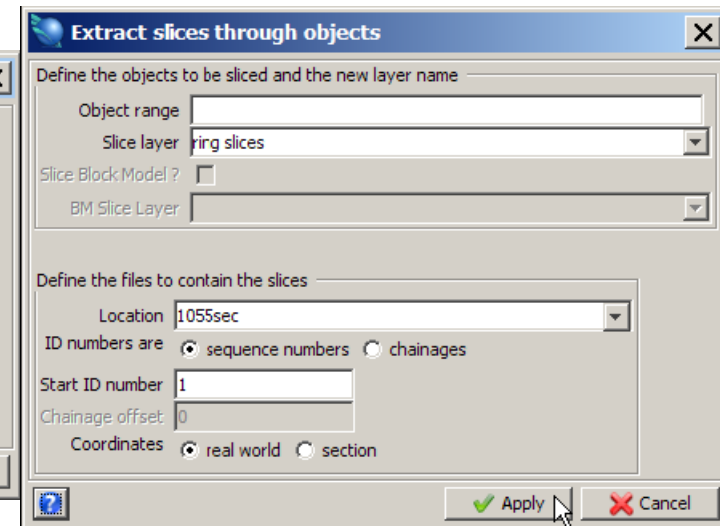 Extract slices through objects
Define the objects to be sliced and the new layer name
Object range
Slice layer ring slices
Slice Block Model ?
BM Slice Layer
Define the files to contain the slices
Location 1055sec
ID numbers are sequence numbers chainages
Start ID number 1
Chainage offset 0
Coordinates real world section
? Apply Cancel